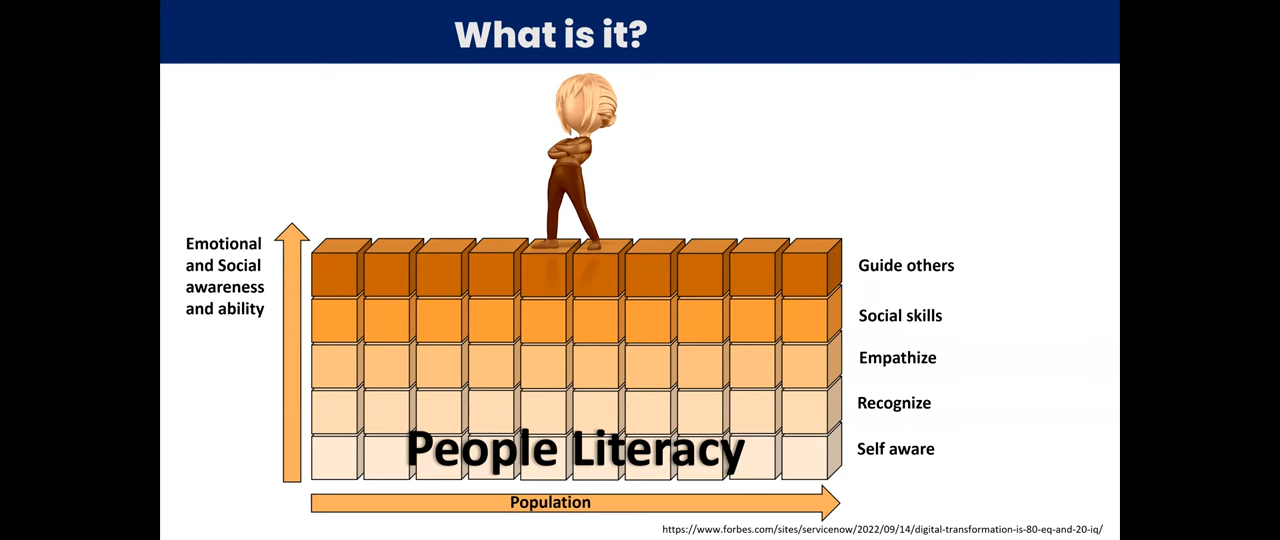 What is it?
Emotional
and Social
awareness
and ability
Guide others
Social skills
Empathize
Recognize
Self aware
People Literacy
Population
https://www.forbes.com/sites/servicenow/2022/09/14/digital-transformation-is-80-eq-and-20-iq/